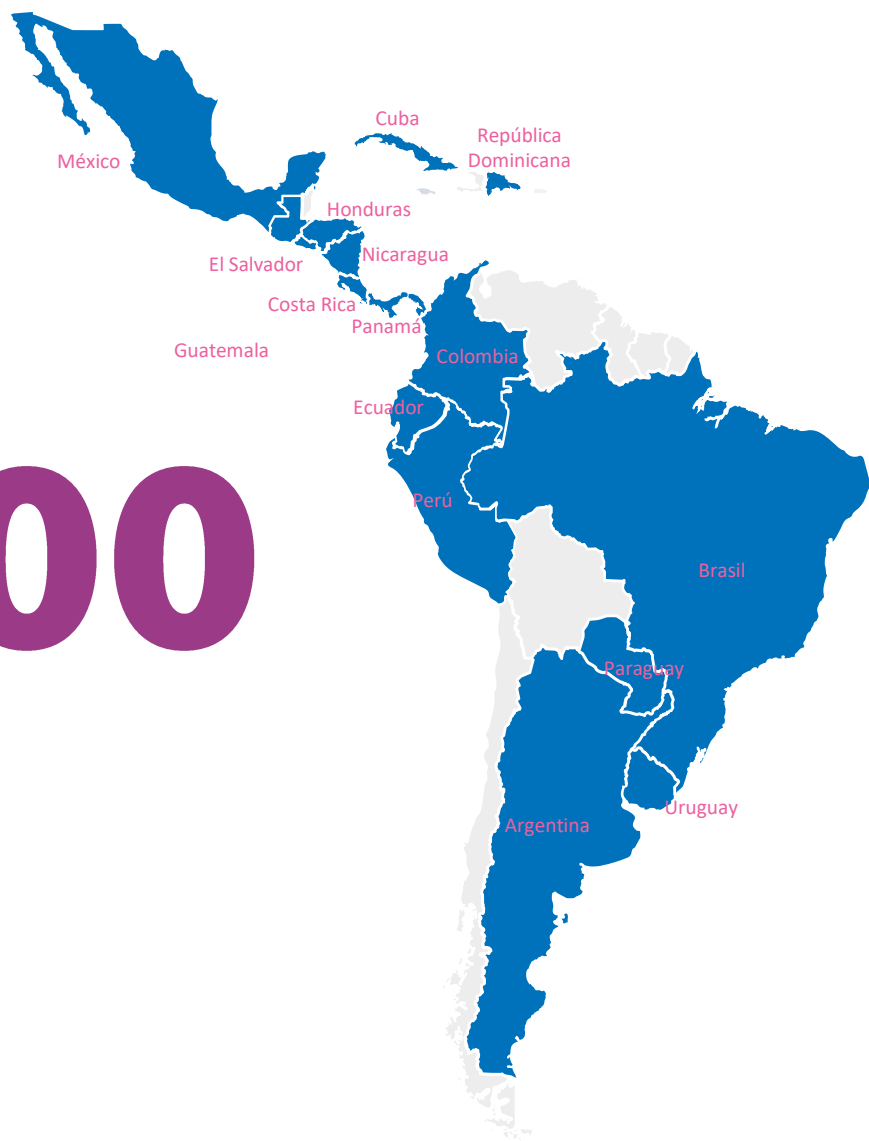 Cuba
República
Dominicana
México
Honduras
Nicaragua
El Salvador
Costa Rica
Panamá
Guatemala
Colombia
Ecuador
00
Perú
Brasil
Paraguay
Uruguay
Argentina